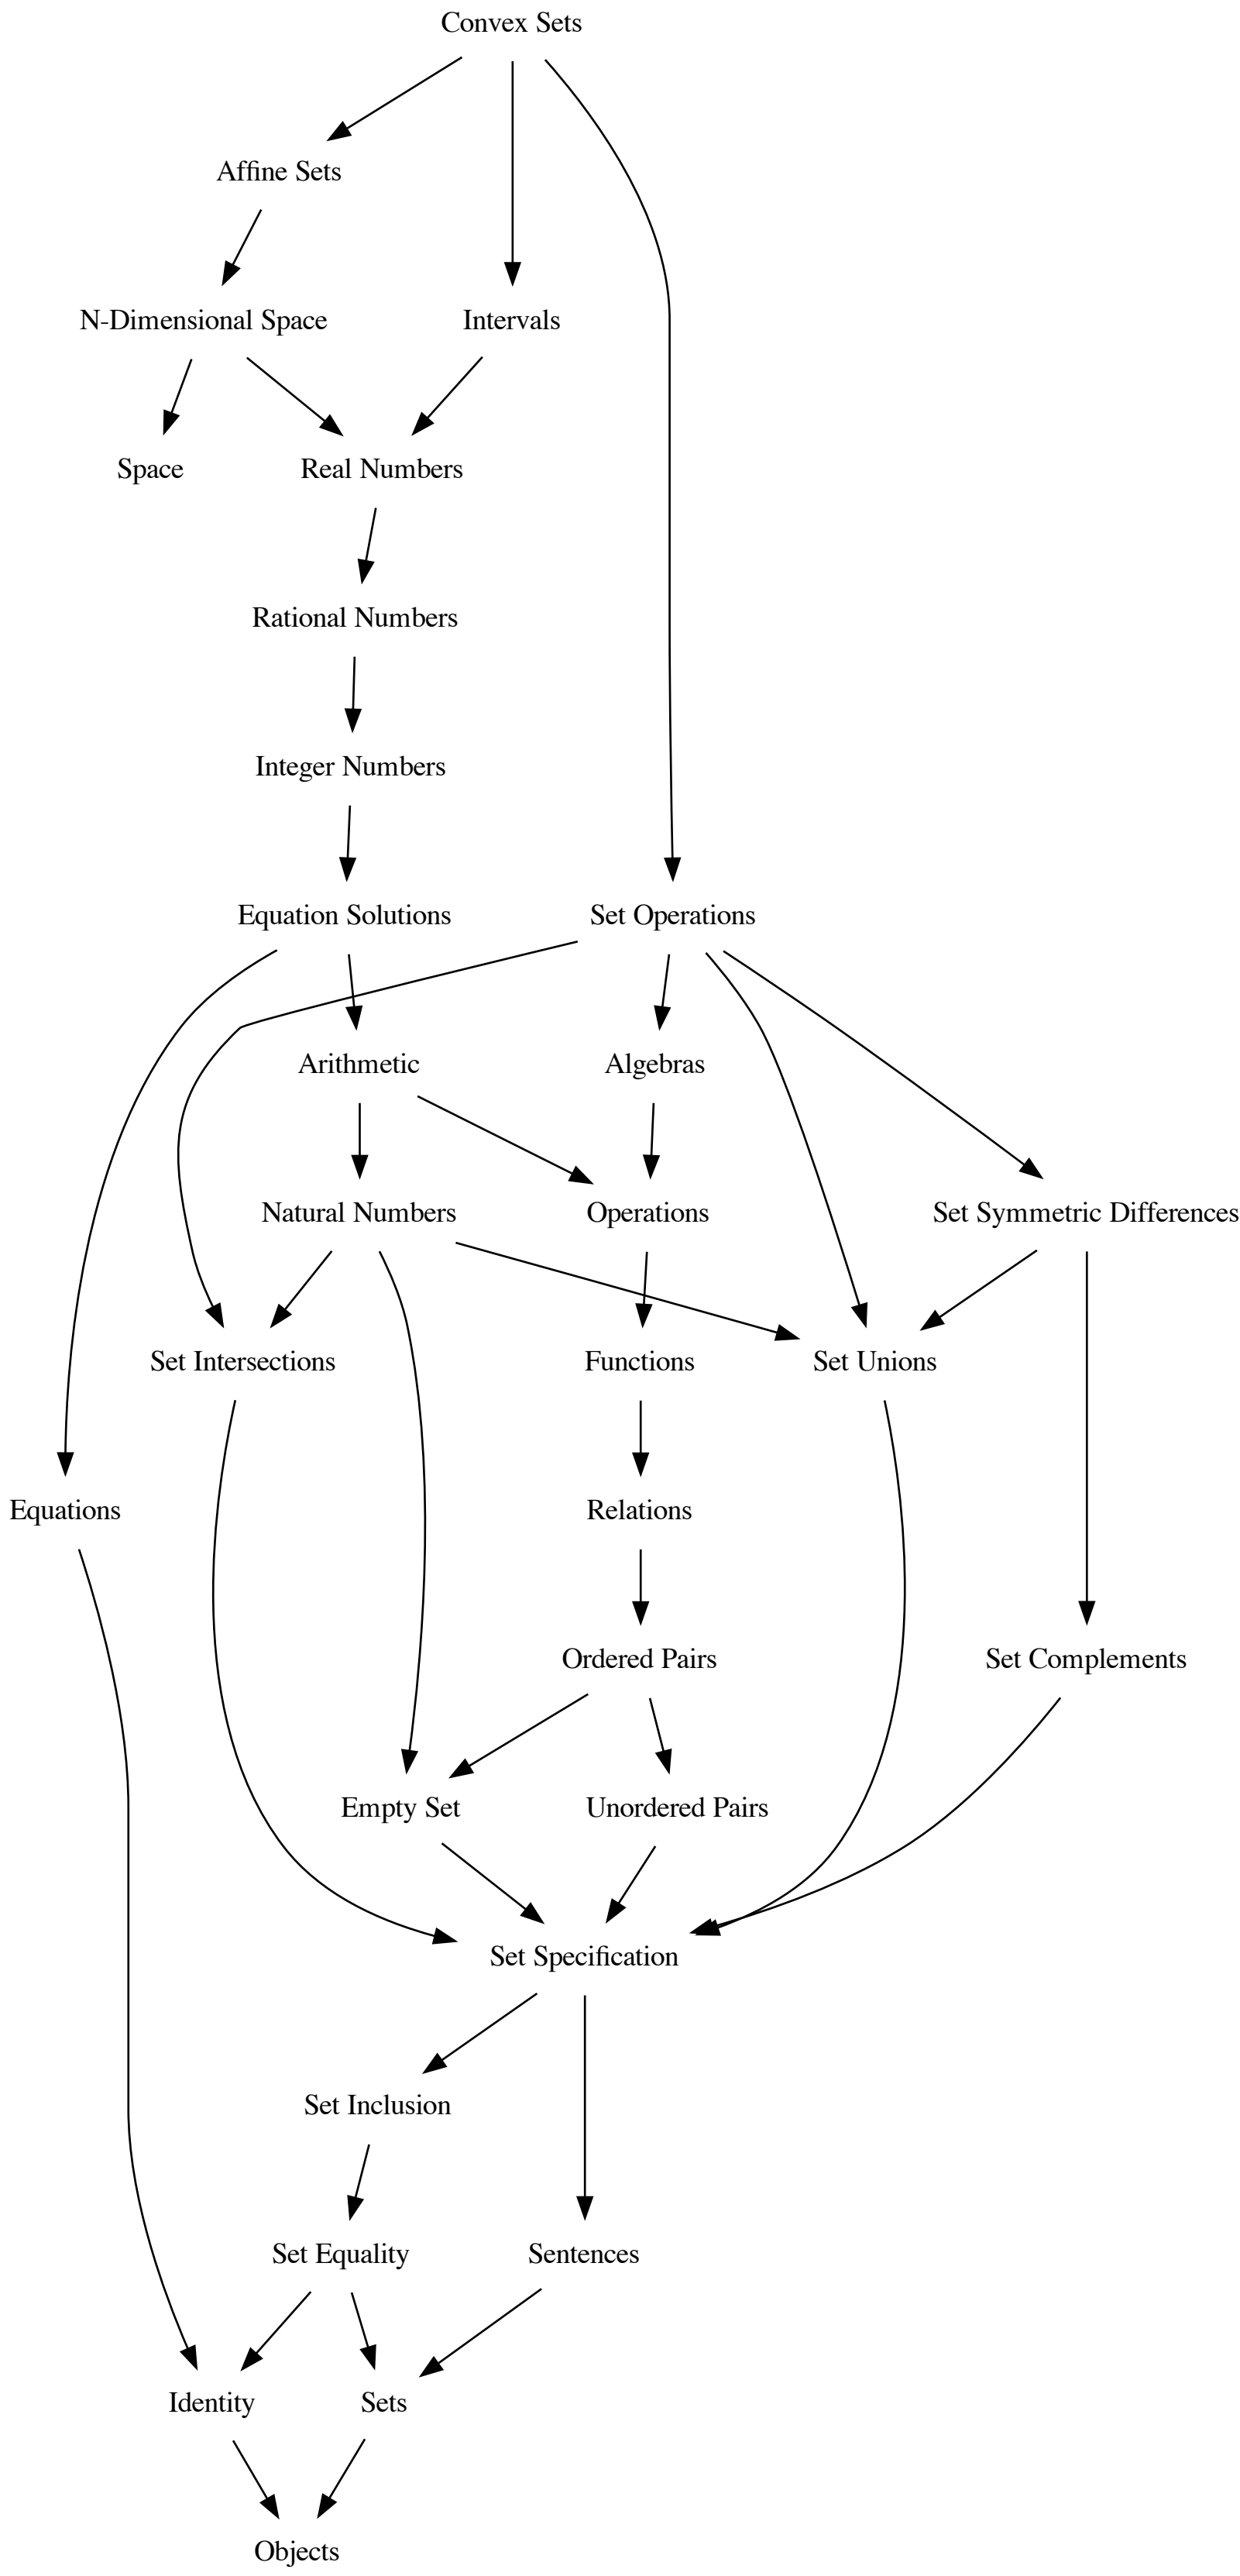 Convex Sets
Affine Sets
N-Dimensional Space
Intervals
Space
Real Numbers
Rational Numbers
Integer Numbers
Equation Solutions
Set Operations
Arithmetic
Algebras
Natural Numbers
Operations
Set Symmetric Differences
Set Intersections
Functions
Set Unions
Equations
Relations
Ordered Pairs
Set Complements
Empty Set
Unordered Pairs
Set Specification
Set Inclusion
Set Equality
Sentences
Identity
Sets
Objects